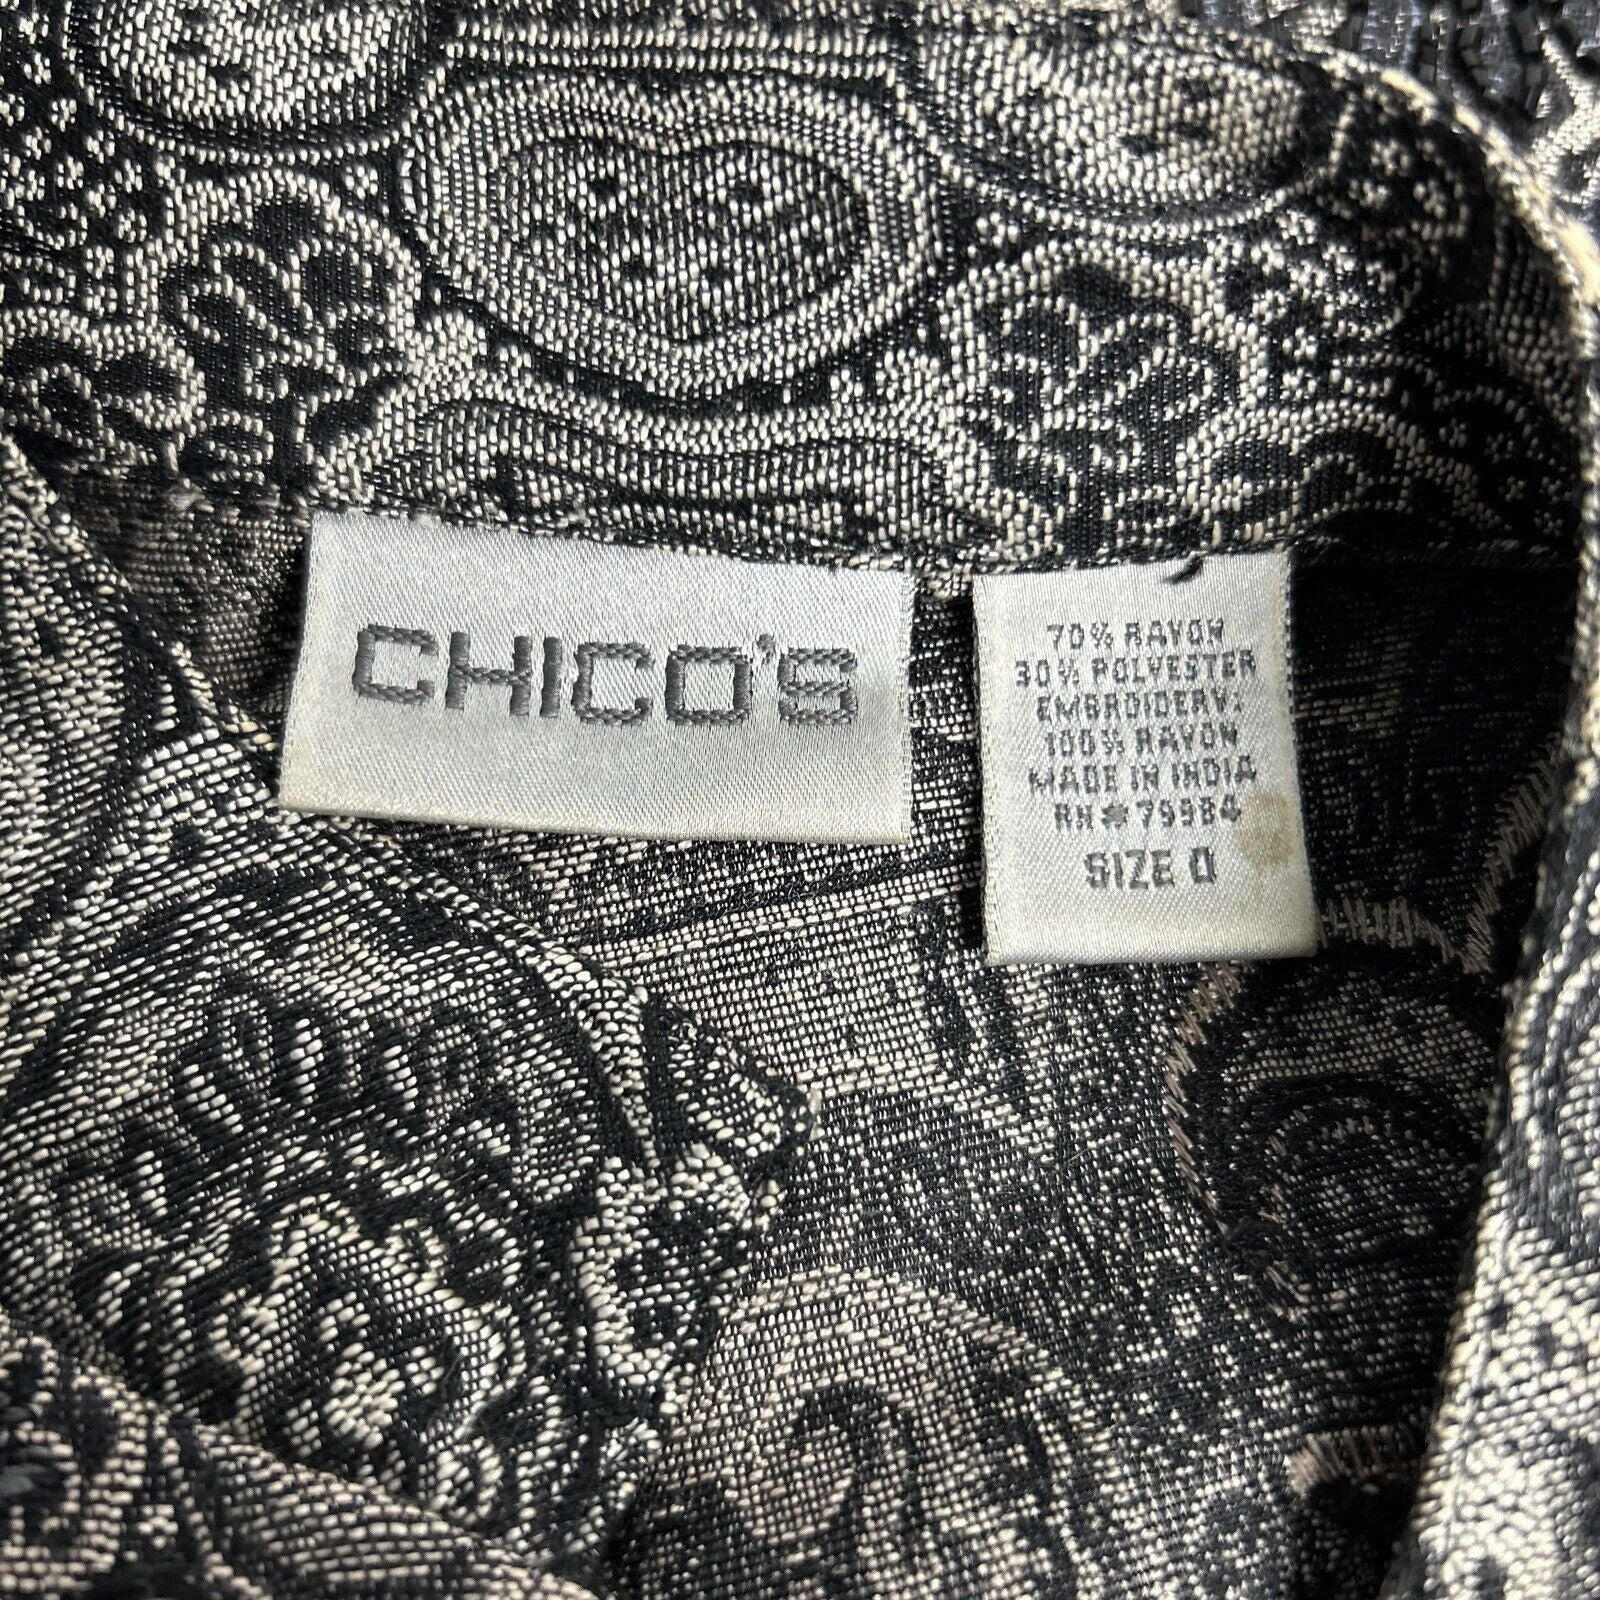 CHICO'S
70% RAYON
30% POLYESTER
EMBROIDERY:
100% RAYON
MADE IN INDIA
RN# 79984
SIZE 0